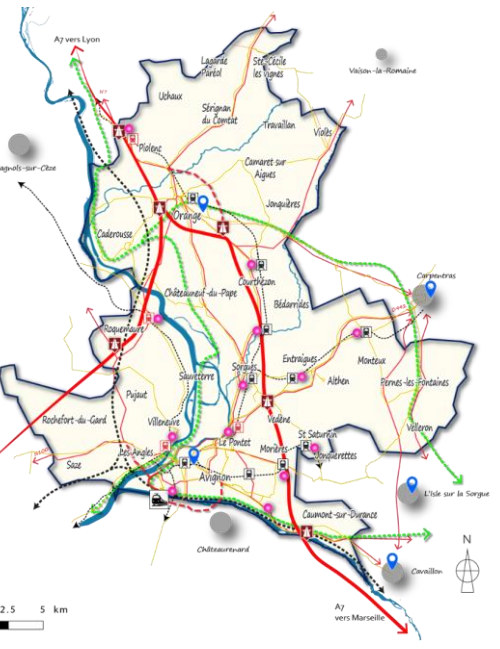 A7 vers Lyon
Lagarde
Paréol
Ste-Cécile
les Vignes
Vaison-la-Romaine
Uchaux
Sérignan
du Comtat
Travaillan
Violès
Piolenc
Camaret sur
Aigues
agnols-sur-Cèze
Jonquières
Orange
Caderousse
Carpentras
Courthézon
Châteauneuf-du-Pape
Bédarrides
Roquemaure
Entraigues
Monteux
Sorgues
Sauveterre
Althen
Pernes-les-Fontaines
Pujaut
Rochefort-du-Gard
Vedène
Villeneuve
Velleron
St Saturnin
Le Pontet
Morières
Jonquerettes
Les Angles
Saze
Avignon
L'Isle sur la Sorgue
Caumont-sur-Durance
Châteaurenard
N
Cavaillon
2.5 5 km
A7
vers Marseille